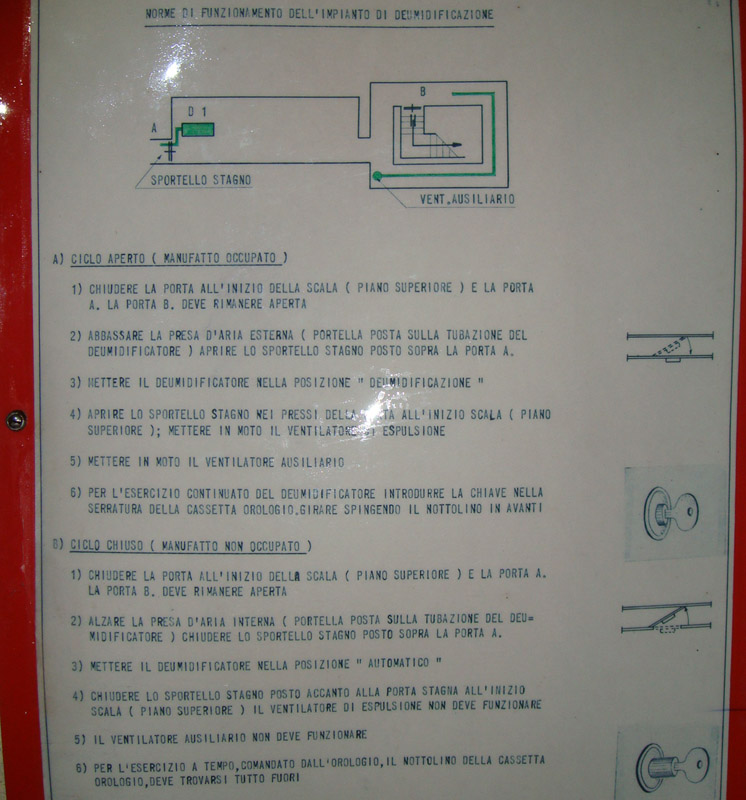 NORME DI FUNZIONAMENTO DELL'IMPIANTO DI DEUMIDIFICAZIONE
B
D 1
A
SPORTELLO STAGNO
VENT. AUSILIARIO
A) CICLO APERTO ( MANUFATTO OCCUPATO )
1) CHIUDERE LA PORTA ALL'INIZIO DELLA SCALA ( PIANO SUPERIORE ) E LA PORTA
A. LA PORTA B. DEVE RIMANERE APERTA
2) ABBASSARE LA PRESA D'ARIA ESTERNA ( PORTELLA POSTA SULLA TUBAZIONE DEL
DEUMIDIFICATORE ) APRIRE LO SPORTELLO STAGNO POSTO SOPRA LA PORTA A.
3) METTERE IL DEUMIDIFICATORE NELLA POSIZIONE " DEUMIDIFICAZIONE "
4) APRIRE LO SPORTELLO STAGNO NEI PRESSI DELLA ALL'INIZIO SCALA ( PIANO
SUPERIORE ); METTERE IN MOTO IL VENTILATORE DI ESPULSIONE
5) METTERE IN MOTO IL VENTILATORE AUSILIARIO
6) PER L'ESERCIZIO CONTINUATO DEL DEUMIDIFICATORE INTRODURRE LA CHIAVE NELLA
SERRATURA DELLA CASSETTA OROLOGIO.GIRARE SPINGENDO IL NOTTOLINO IN AVANTI
B) CICLO CHIUSO ( MANUFATTO NON OCCUPATO )
1) CHIUDERE LA PORTA ALL'INIZIO DELLA SCALA ( PIANO SUPERIORE ) E LA PORTA A.
LA PORTA B. DEVE RIMANERE APERTA
2) ALZARE LA PRESA D'ARIA INTERNA ( PORTELLA POSTA SULLA TUBAZIONE DEL DEU=
MIDIFICATORE ) CHIUDERE LO SPORTELLO STAGNO POSTO SOPRA LA PORTA A.
3) METTERE IL DEUMIDIFICATORE NELLA POSIZIONE " AUTOMATICO "
4) CHIUDERE LO SPORTELLO STAGNO POSTO ACCANTO ALLA PORTA STAGNA ALL'INIZIO
SCALA ( PIANO SUPERIORE ) IL VENTILATORE DI ESPULSIONE NON DEVE FUNZIONARE
5) IL VENTILATORE AUSILIARIO NON DEVE FUNZIONARE
6) PER L'ESERCIZIO A TEMPO,COMANDATO DALL'OROLOGIO,IL NOTTOLINO DELLA CASSETTA
OROLOGIO,DEVE TROVARSI TUTTO FUORI